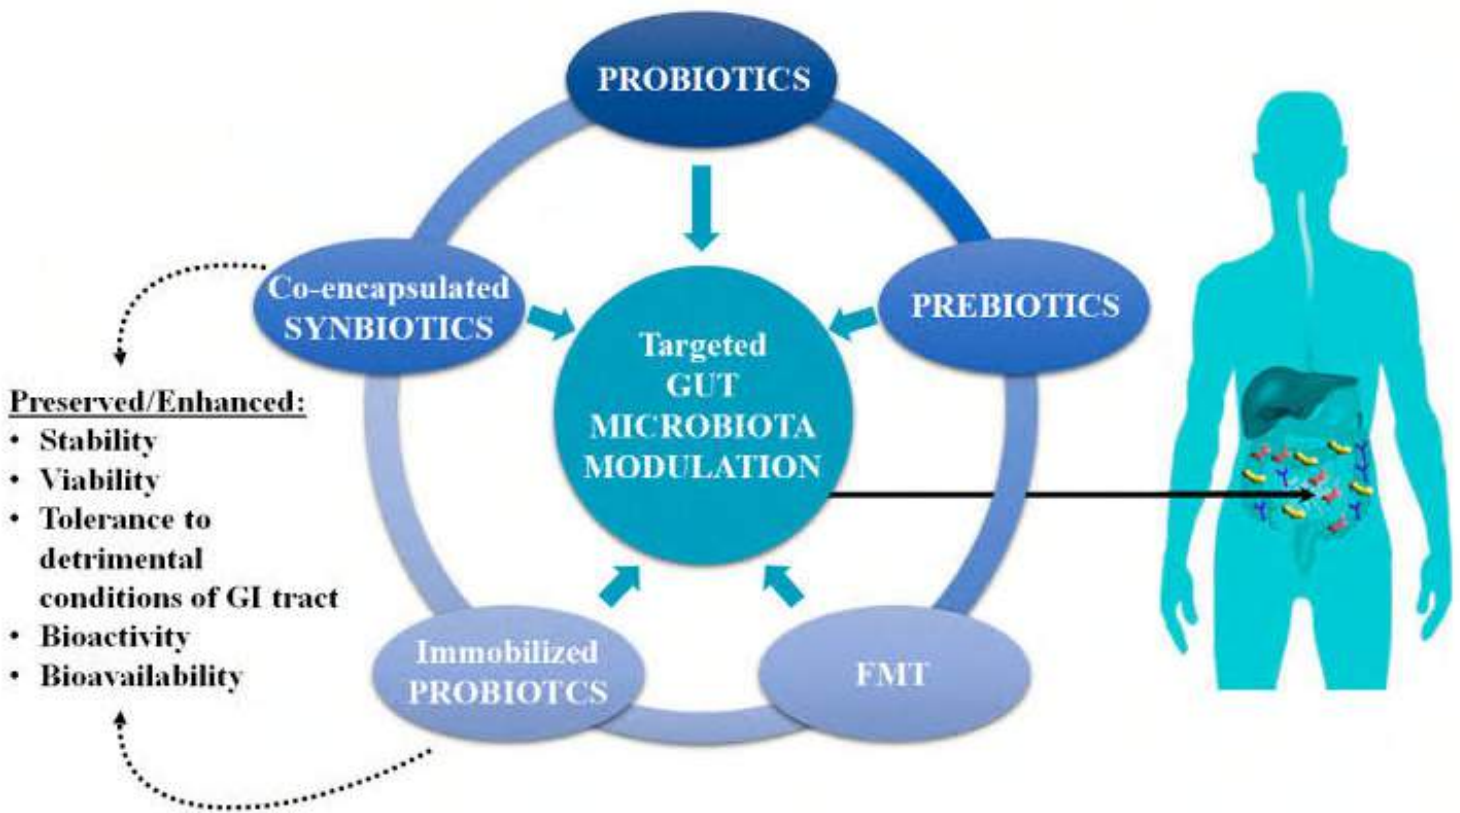 PROBIOTICS
Co-encapsulated
SYNBIOTICS
PREBIOTICS
Targeted
GUT
MICROBIOTA
MODULATION
Preserved/Enhanced:
• Stability
• Viability
• Tolerance to
detrimental
conditions of GI tract
• Bioactivity
• Bioavailability
Immobilized
PROBIOTCS
FMT